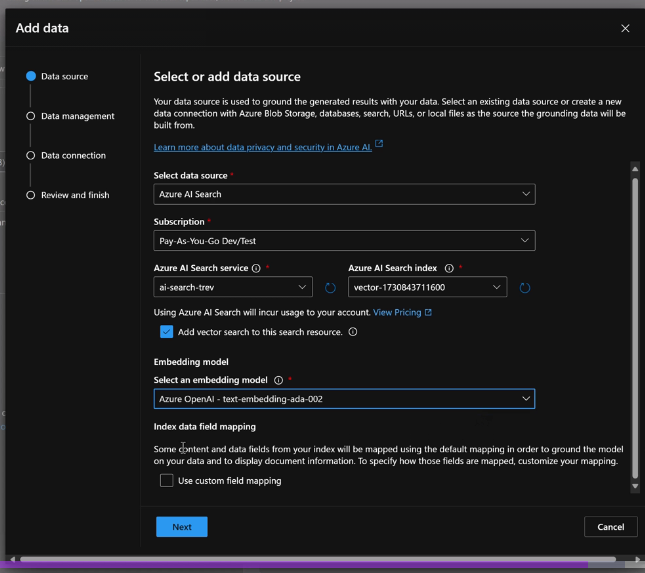 Add data
Data source
Data management
Data connection
Review and finish
Select or add data source
Your data source is used to ground the generated results with your data. Select an existing data source or create a new
data connection with Azure Blob Storage, databases, search, URLs, or local files as the source the grounding data will be
built from.
Learn more about data privacy and security in Azure AI.
Select data source *
Azure AI Search
Subscription *
Pay-As-You-Go Dev/Test
Azure AI Search service *
Azure AI Search index *
ai-search-trev
vector-1730843711600
Using Azure AI Search will incur usage to your account. View Pricing
Add vector search to this search resource.
Embedding model
Select an embedding model *
Azure OpenAI - text-embedding-ada-002
Index data field mapping
Some content and data fields from your index will be mapped using the default mapping in order to ground the model
on your data and to display document information. To specify how those fields are mapped, customize your mapping.
Use custom field mapping
Next
Cancel